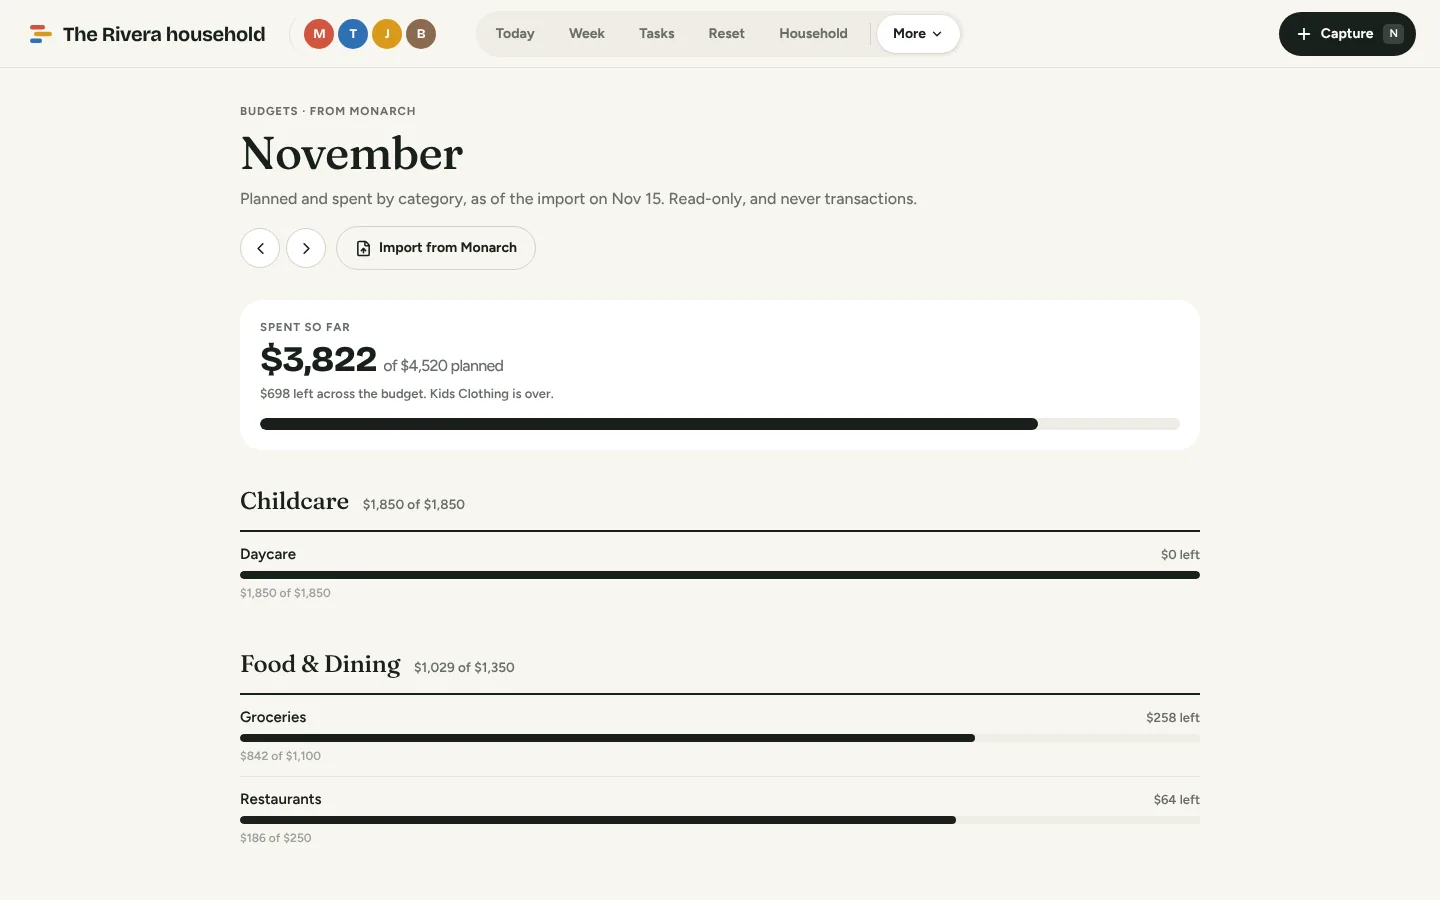 The Rivera household
M T J B
Today Week Tasks Reset Household More
Capture N
BUDGETS · FROM MONARCH
November
Planned and spent by category, as of the import on Nov 15. Read-only, and never transactions.
Import from Monarch
SPENT SO FAR
$3,822 of $4,520 planned
$698 left across the budget. Kids Clothing is over.
Childcare $1,850 of $1,850
Daycare $0 left
$1,850 of $1,850
Food & Dining $1,029 of $1,350
Groceries $258 left
$842 of $1,100
Restaurants $64 left
$186 of $250